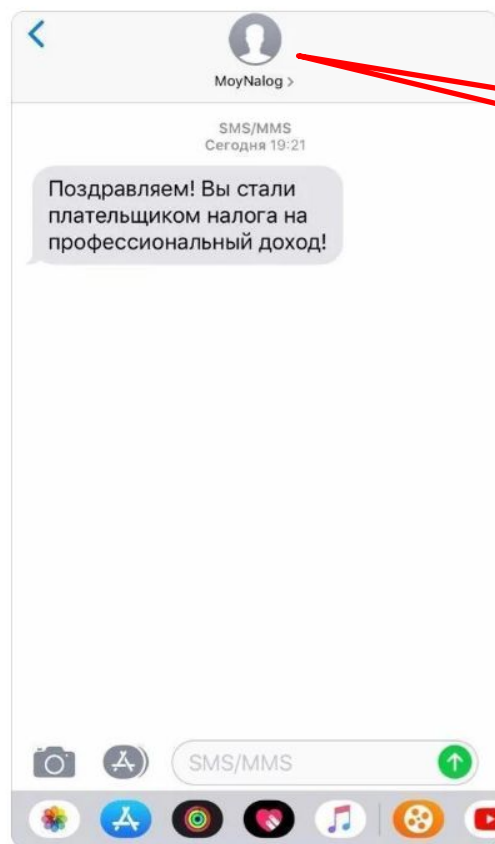 MoyNalog >
SMS/MMS
Сегодня 19:21
Поздравляем! Вы стали
плательщиком налога на
профессиональный доход!
SMS/MMS